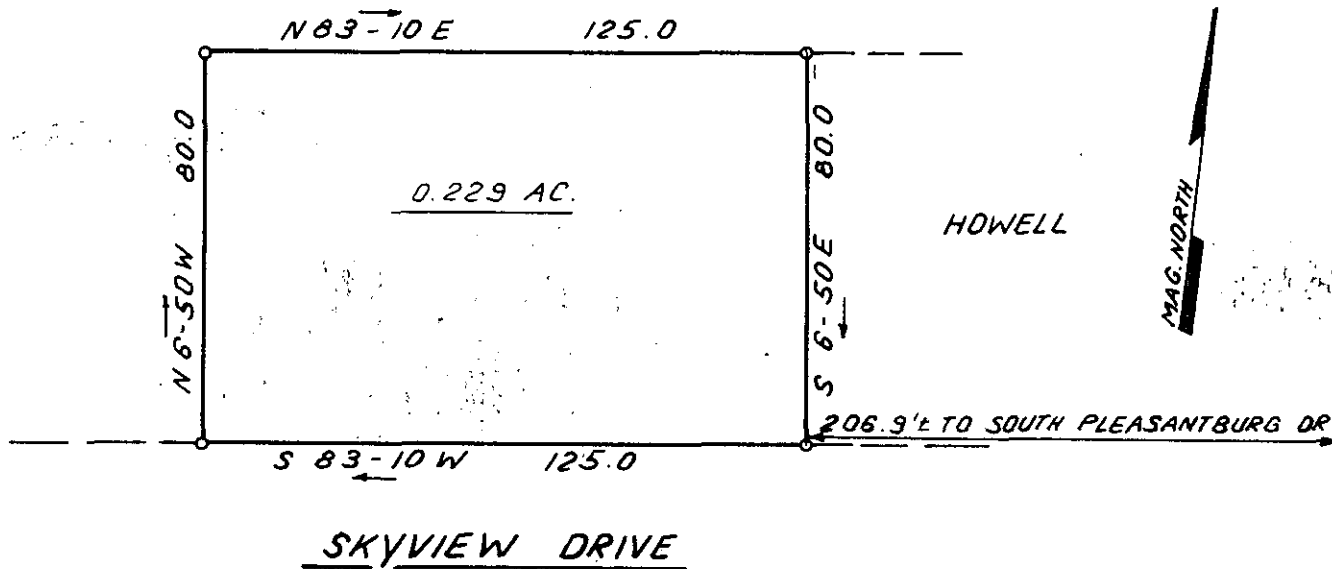 N 83-10 E 125.0
N 6-50 W 80.0
0.229 AC.
S 6-50 E 80.0
HOWELL
MAG. NORTH
206.9'± TO SOUTH PLEASANTBURG DR
S 83-10 W 125.0
SKYVIEW DRIVE